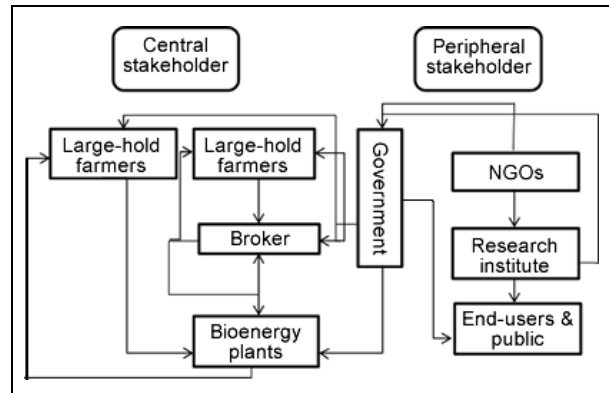 Central
stakeholder
Peripheral
stakeholder
Large-hold
farmers
Large-hold
farmers
Government
NGOs
Broker
Research
institute
Bioenergy
plants
End-users &
public